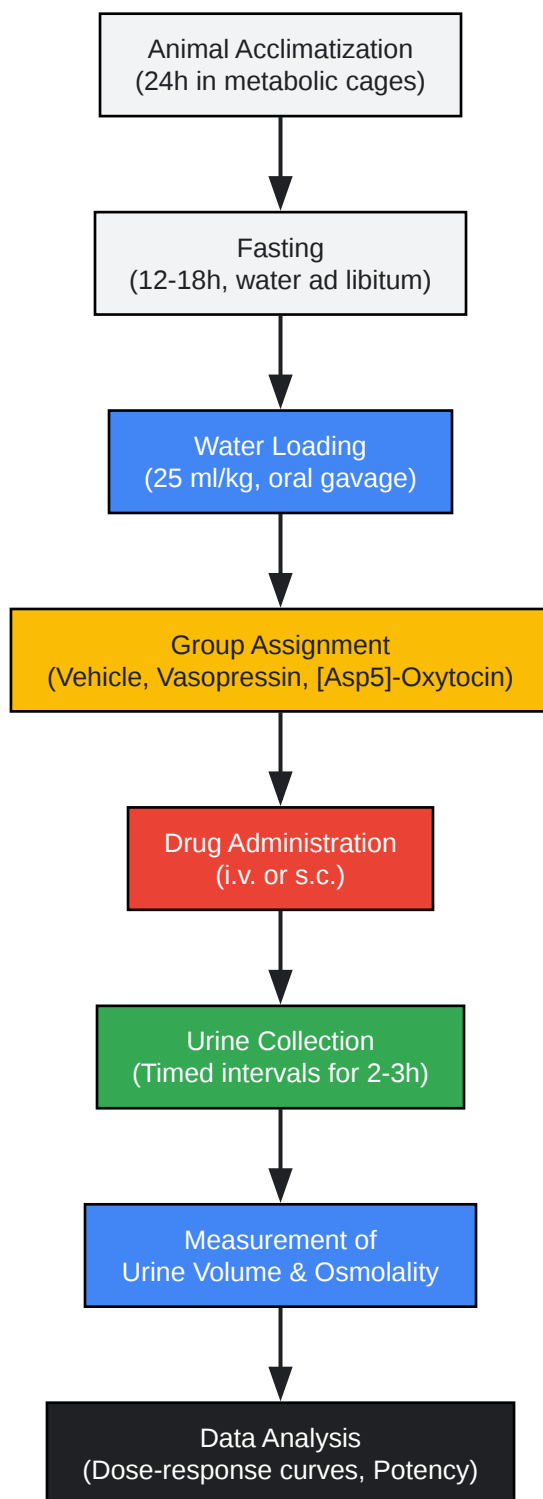 Animal Acclimatization
(24h in metabolic cages)
Fasting
(12-18h, water ad libitum)
Water Loading
(25 ml/kg, oral gavage)
Group Assignment
(Vehicle, Vasopressin, [Asp5]-Oxytocin)
Drug Administration
(i.v. or s.c.)
Urine Collection
(Timed intervals for 2-3h)
Measurement of
Urine Volume & Osmolality
Data Analysis
(Dose-response curves, Potency)